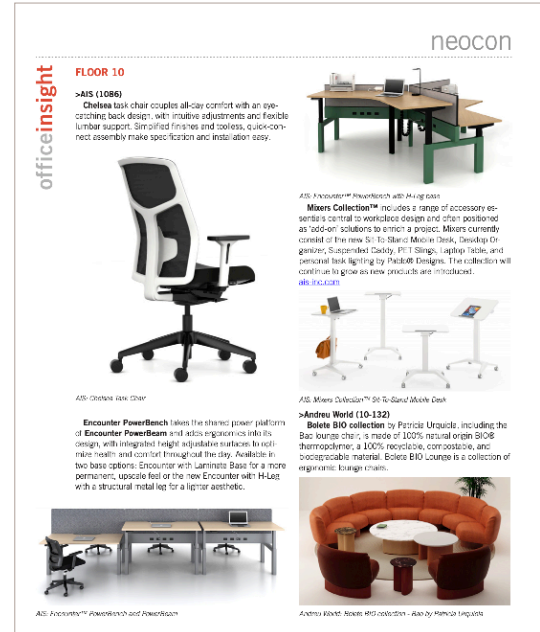 neocon
officeinsight
FLOOR 10
>AIS (1086)
Chelsea task chair couples all-day comfort with an eye-
catching back design, with intuitive adjustments and flexible
lumbar support. Simplified finishes and toolless, quick-con-
nect assembly make specification and installation easy.
AIS: Chelsea Task Chair
Encounter PowerBench takes the shared power platform
of Encounter PowerBeam and adds ergonomics into its
design, with integrated height adjustable surfaces to opti-
mize health and comfort throughout the day. Available in
two base options: Encounter with Laminate Base for a more
permanent, upscale feel or the new Encounter with H-Leg
with a structural metal leg for a lighter aesthetic.
AIS: Encounter™ PowerBench and PowerBeam
AIS: Encounter™ PowerBench with H-Leg base
Mixers Collection™ includes a range of accessory es-
sentials central to workplace design and often positioned
as 'add-on' solutions to enrich a project. Mixers currently
consist of the new Sit-To-Stand Mobile Desk, Desktop Or-
ganizer, Suspended Caddy, PET Slings, Laptop Table, and
personal task lighting by Pablo® Designs. The collection will
continue to grow as new products are introduced.
ais-inc.com
AIS: Mixers Collection™ Sit-To-Stand Mobile Desk
>Andreu World (10-132)
Bolete BIO collection by Patricia Urquiola, including the
Bao lounge chair, is made of 100% natural origin BIO®
thermopolymer, a 100% recyclable, compostable, and
biodegradable material. Bolete BIO Lounge is a collection of
ergonomic lounge chairs.
Andreu World: Bolete BIO collection - Bao by Patricia Urquiola